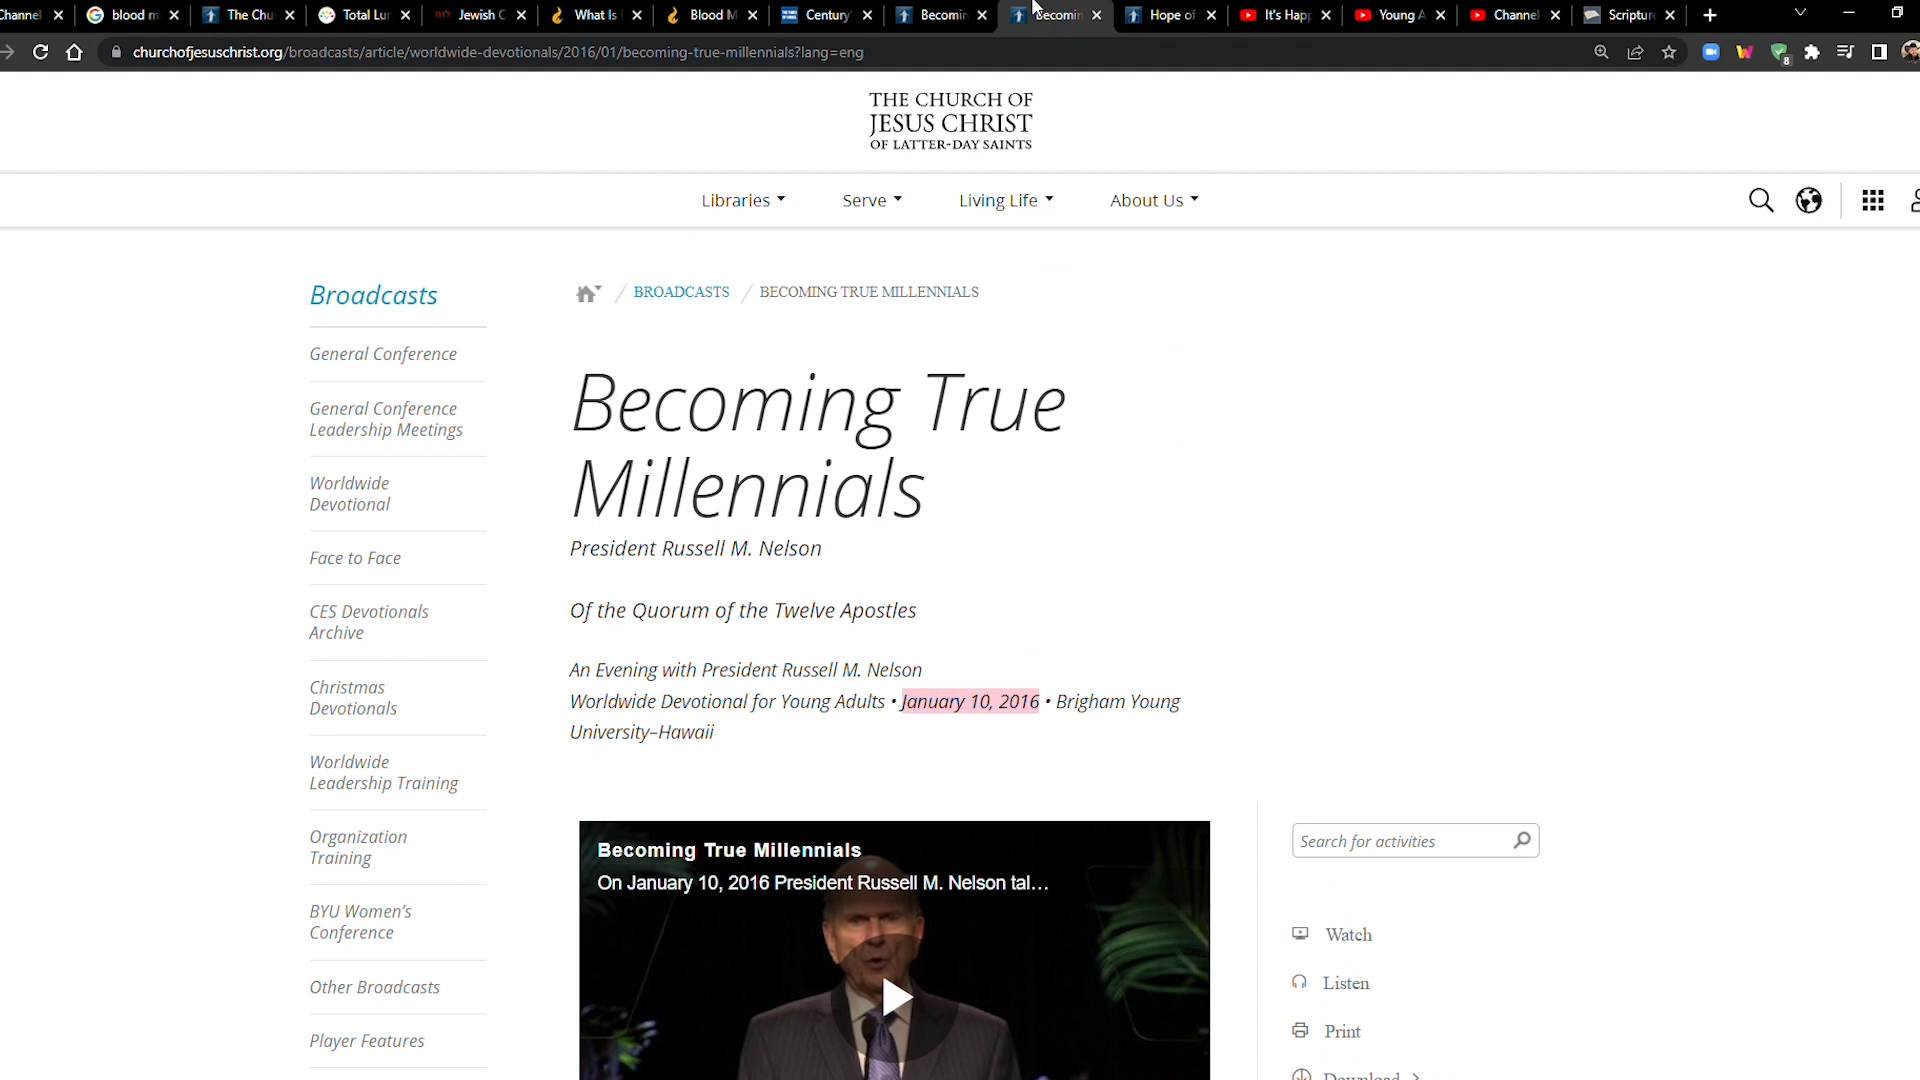 Channel
blood m
The Chu
Total Lur
Jewish C
What Is
Blood M
Century
Becomin
Becomin
Hope of
It's Hap
Young A
Channel
Scripture
churchofjesuschrist.org/broadcasts/article/worldwide-devotionals/2016/01/becoming-true-millennials?lang=eng
8
THE CHURCH OF
JESUS CHRIST
OF LATTER-DAY SAINTS
Libraries
Serve
Living Life
About Us
Broadcasts
General Conference
General Conference
Leadership Meetings
Worldwide
Devotional
Face to Face
CES Devotionals
Archive
Christmas
Devotionals
Worldwide
Leadership Training
Organization
Training
BYU Women's
Conference
Other Broadcasts
Player Features
BROADCASTS
BECOMING TRUE MILLENNIALS
Becoming True
Millennials
President Russell M. Nelson
Of the Quorum of the Twelve Apostles
An Evening with President Russell M. Nelson
Worldwide Devotional for Young Adults • January 10, 2016 • Brigham Young
University–Hawaii
Becoming True Millennials
On January 10, 2016 President Russell M. Nelson tal...
Search for activities
Watch
Listen
Print
Download